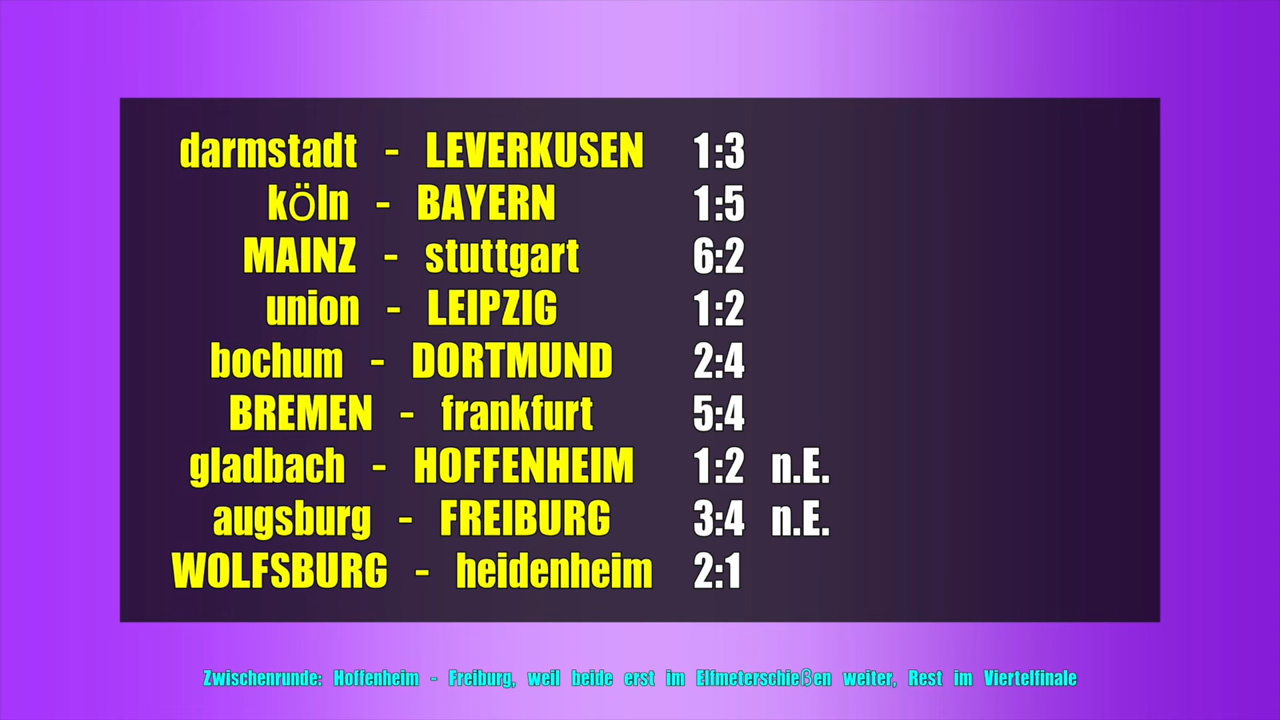 darmstadt - LEVERKUSEN 1:3
köln - BAYERN 1:5
MAINZ - stuttgart 6:2
union - LEIPZIG 1:2
bochum - DORTMUND 2:4
BREMEN - frankfurt 5:4
gladbach - HOFFENHEIM 1:2 n.E.
augsburg - FREIBURG 3:4 n.E.
WOLFSBURG - heidenheim 2:1
Zwischenrunde: Hoffenheim - Freiburg, weil beide erst im Elfmeterschießen weiter, Rest im Viertelfinale